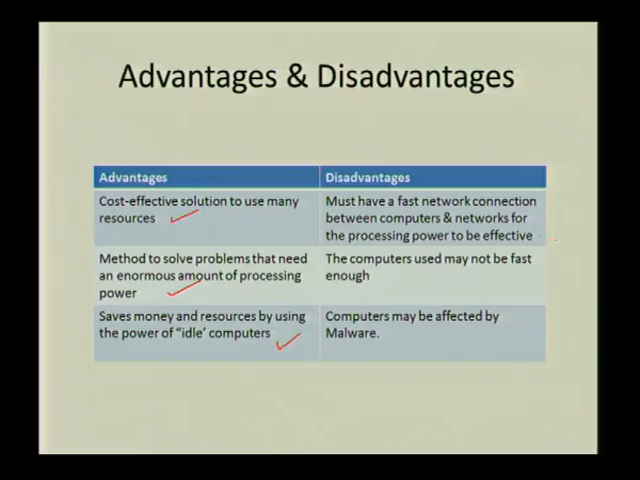 Advantages & Disadvantages
Advantages
Disadvantages
Cost-effective solution to use many
resources
Must have a fast network connection
between computers & networks for
the processing power to be effective
Method to solve problems that need
an enormous amount of processing
power
The computers used may not be fast
enough
Saves money and resources by using
the power of "idle' computers
Computers may be affected by
Malware.